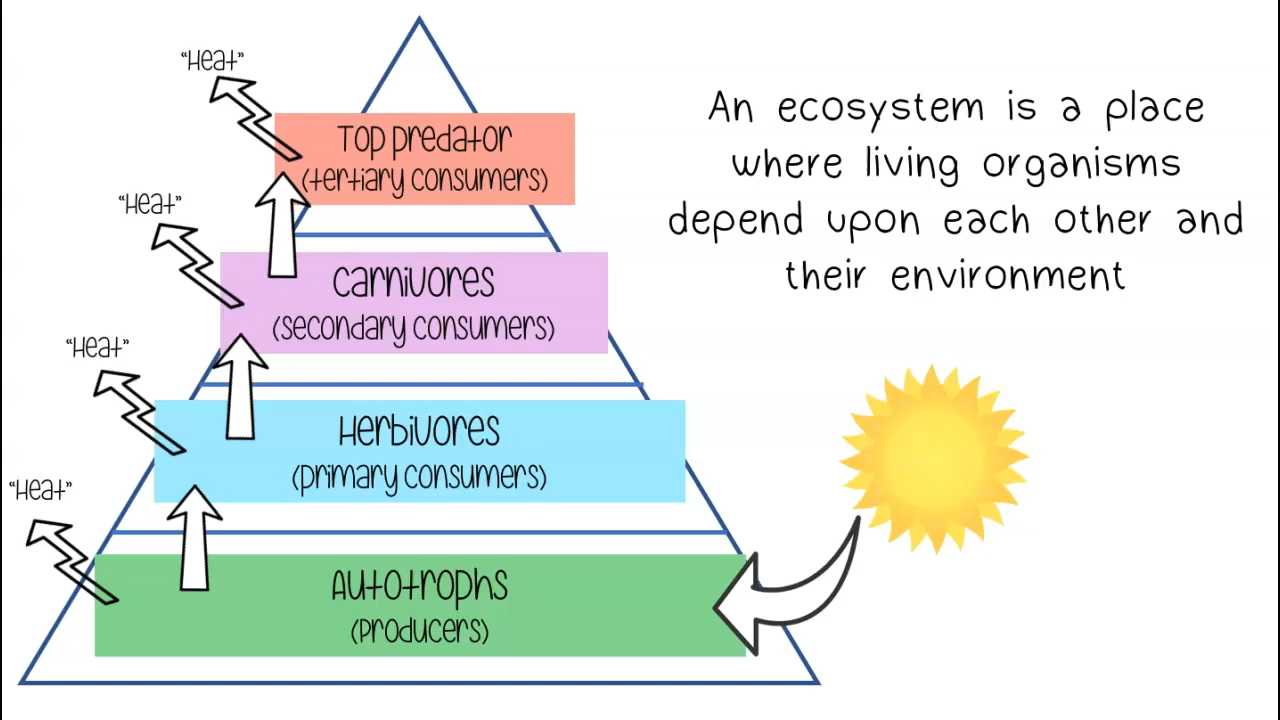 "Heat"
Top predator
(tertiary consumers)
"Heat"
Carnivores
(secondary consumers)
"Heat"
Herbivores
(primary consumers)
"Heat"
Autotrophs
(Producers)
An ecosystem is a place
where living organisms
depend upon each other and
their environment